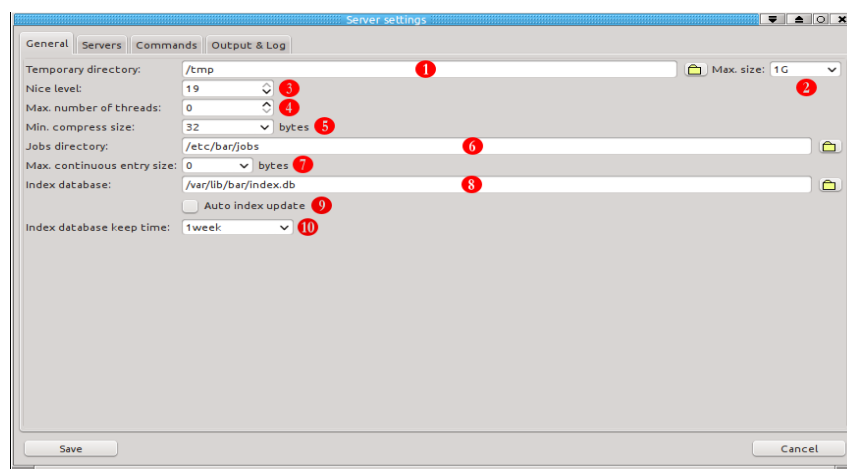 Server settings
General Servers Commands Output & Log
Temporary directory: /tmp 1 Max. size: 1G
Nice level: 19 3 2
Max. number of threads: 0 4
Min. compress size: 32 bytes 5
Jobs directory: /etc/bar/jobs 6
Max. continuous entry size: 0 bytes 7
Index database: /var/lib/bar/index.db 8
Auto index update 9
Index database keep time: 1week 10
Save Cancel